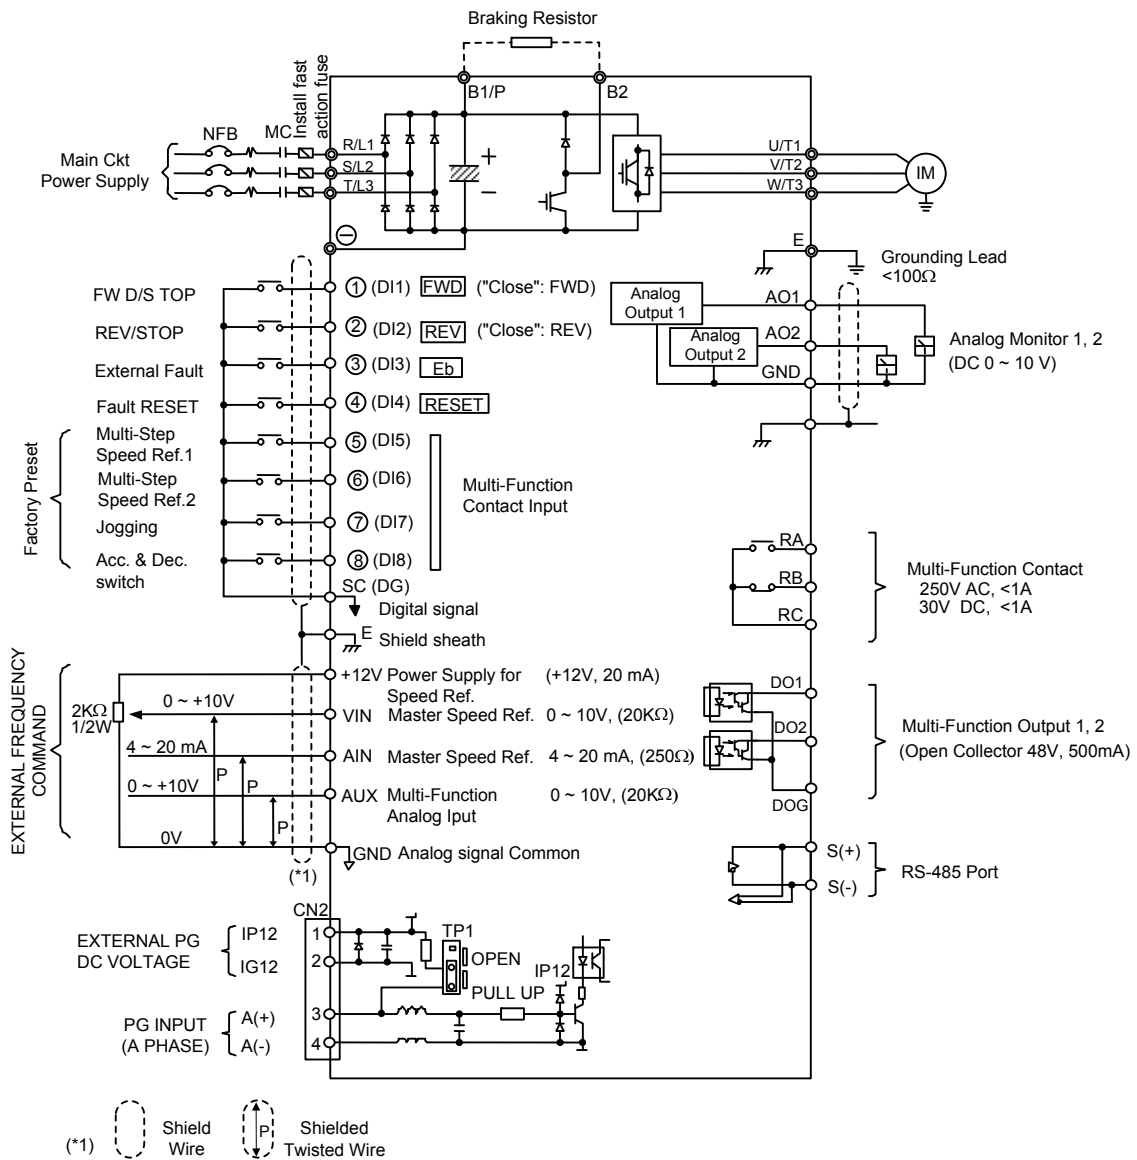 Braking Resistor
Install fast
action fuse
B1/P
B2
NFB
MC
R/L1
S/L2
T/L3
Main Ckt
Power Supply
+
−
U/T1
V/T2
W/T3
IM
E
Grounding Lead
<100Ω
FW D/S TOP
1 (DI1) FWD ("Close": FWD)
REV/STOP
2 (DI2) REV ("Close": REV)
External Fault
3 (DI3) Eb
Fault RESET
4 (DI4) RESET
Factory Preset
Multi-Step
Speed Ref.1
5 (DI5)
Multi-Step
Speed Ref.2
6 (DI6)
Jogging
7 (DI7)
Acc. & Dec.
switch
8 (DI8)
Multi-Function
Contact Input
SC (DG)
Digital signal
E
Shield sheath
Analog
Output 1
AO1
Analog
Output 2
AO2
GND
Analog Monitor 1, 2
(DC 0 ~ 10 V)
RA
RB
RC
Multi-Function Contact
250V AC, <1A
30V DC, <1A
EXTERNAL FREQUENCY
COMMAND
2KΩ
1/2W
+12V Power Supply for
Speed Ref.
(+12V, 20 mA)
0 ~ +10V
VIN Master Speed Ref. 0 ~ 10V, (20KΩ)
4 ~ 20 mA
AIN Master Speed Ref. 4 ~ 20 mA, (250Ω)
0 ~ +10V
AUX Multi-Function
Analog Iput
0 ~ 10V, (20KΩ)
P
P
P
0V
GND Analog signal Common
(*1)
DO1
DO2
DOG
Multi-Function Output 1, 2
(Open Collector 48V, 500mA)
S(+)
S(-)
RS-485 Port
CN2
EXTERNAL PG
DC VOLTAGE
IP12
IG12
1
2
TP1
OPEN
PULL UP
IP12
PG INPUT
(A PHASE)
A(+)
A(-)
3
4
(*1)
Shield
Wire
P
Shielded
Twisted Wire